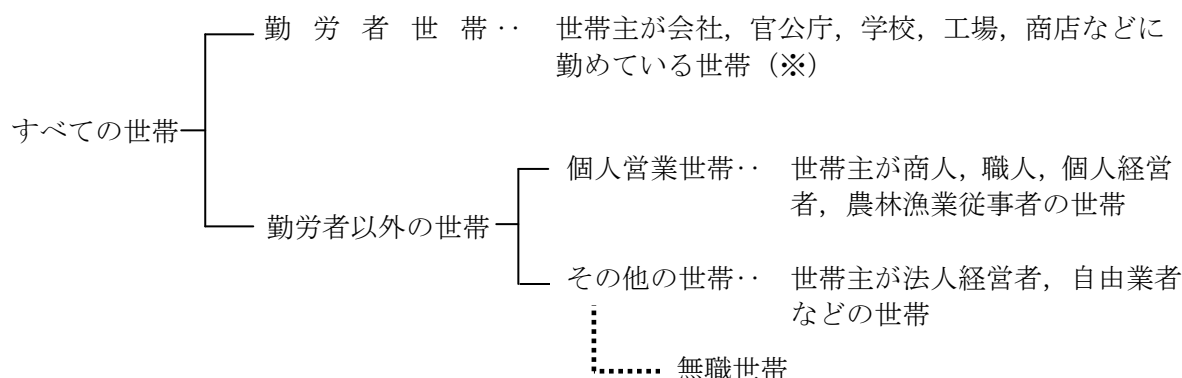 勤労者世帯‥ 世帯主が会社，官公庁，学校，工場，商店などに
勤めている世帯（※）
すべての世帯
個人営業世帯‥ 世帯主が商人，職人，個人経営
者，農林漁業従事者の世帯
勤労者以外の世帯
その他の世帯‥ 世帯主が法人経営者，自由業者
などの世帯
無職世帯